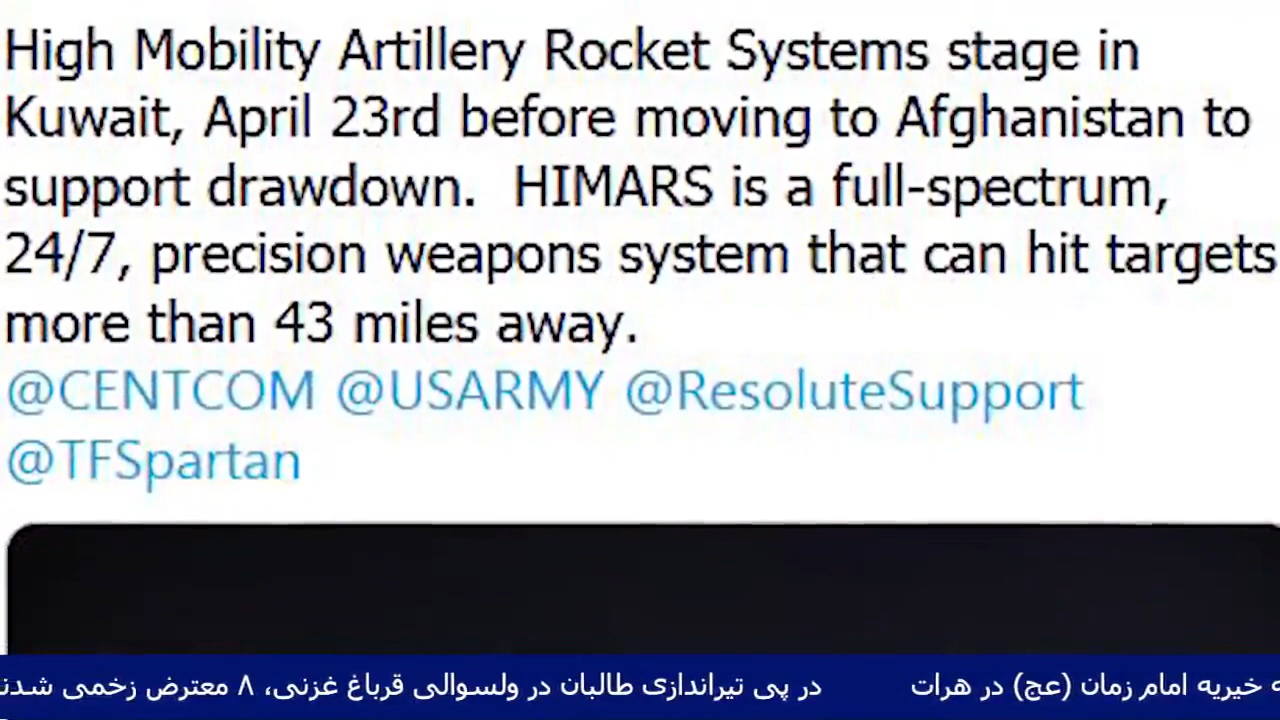 High Mobility Artillery Rocket Systems stage in
Kuwait, April 23rd before moving to Afghanistan to
support drawdown.  HIMARS is a full-spectrum,
24/7, precision weapons system that can hit targets
more than 43 miles away.
@CENTCOM @USARMY @ResoluteSupport
@TFSpartan
خیریه امام زمان (عج) در هرات در پی تیراندازی طالبان در ولسوالی قرباغ غزنی، ۸ معترض زخمی